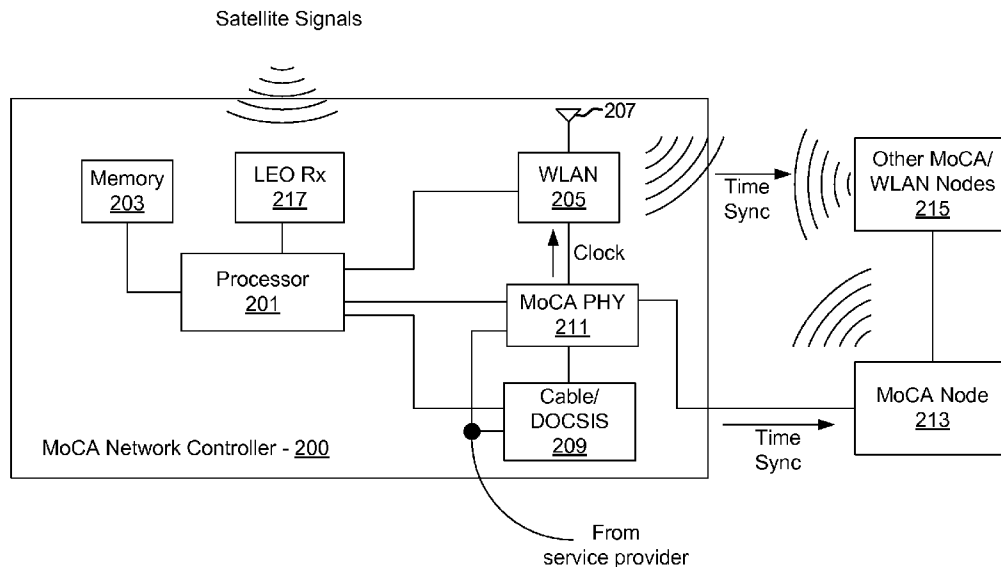 Satellite Signals
207
Memory
203
LEO Rx
217
WLAN
205
Time
Sync
Other MoCA/
WLAN Nodes
215
Clock
Processor
201
MoCA PHY
211
Cable/
DOCSIS
209
MoCA Node
213
Time
Sync
MoCA Network Controller - 200
From
service provider